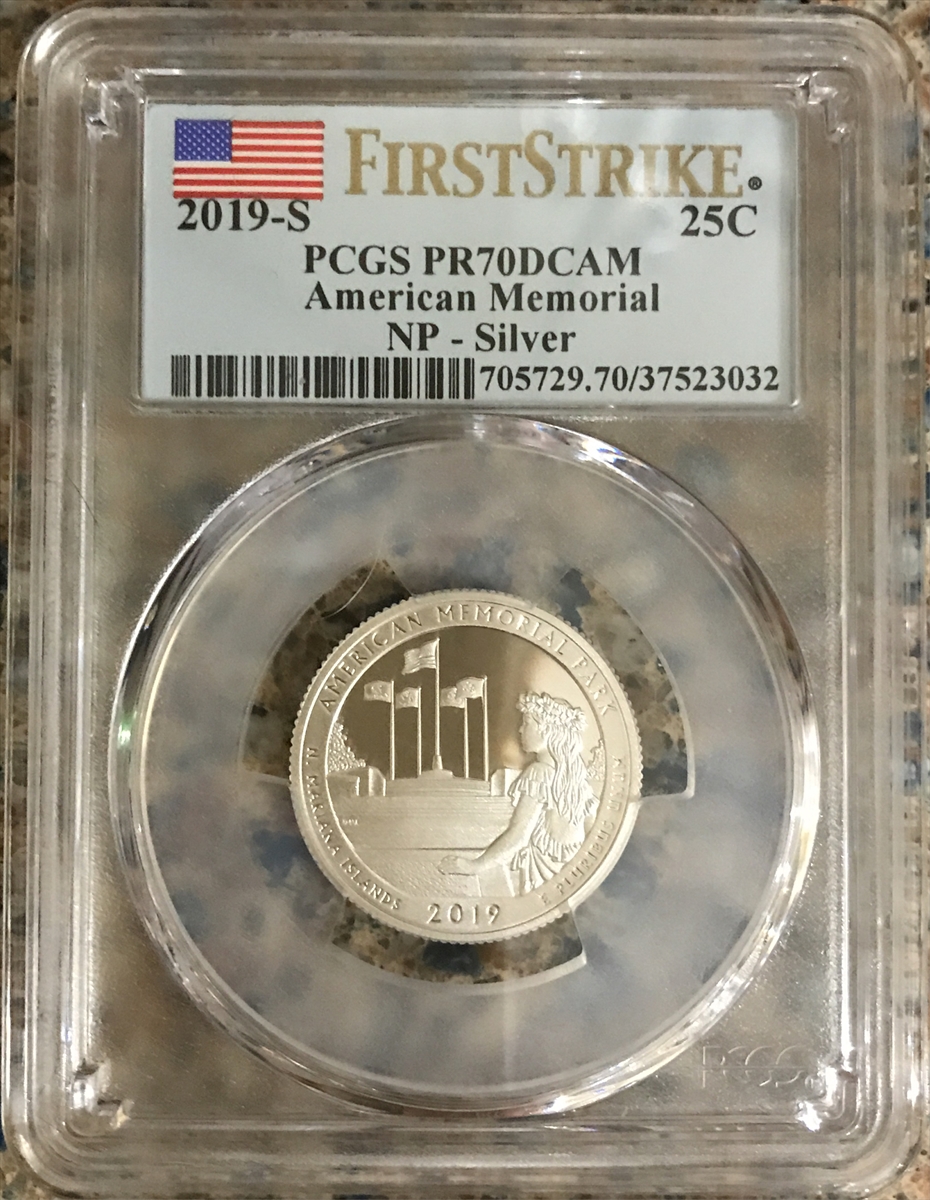 FIRSTSTRIKE®
2019-S 25C
PCGS PR70DCAM
American Memorial
NP - Silver
705729.70/37523032
AMERICAN MEMORIAL PARK
N. MARIANA ISLANDS
2019
E PLURIBUS UNUM
PCGS